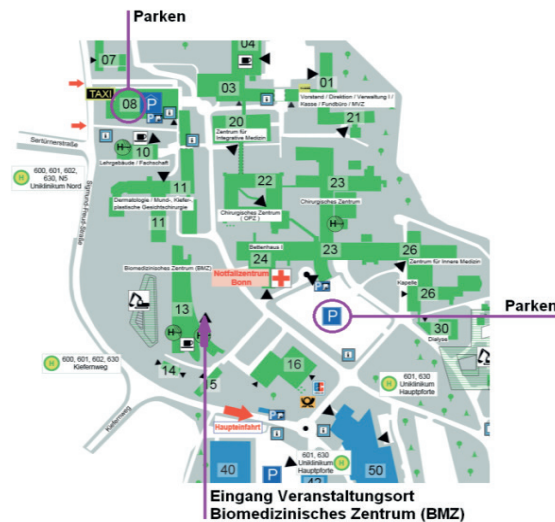 Parken
07
04
03
01
TAXI
08
P
Vorstand / Direktion / Verwaltung I /
Kasse / Fundbüro / MVZ
21
Sertürnerstraße
20
Zentrum für
Integrative Medizin
10
Lehrgebäude / Fachschaft
H
600, 601, 602,
630, N5
Uniklinikum Nord
Sigmund-Freud-Straße
11
Dermatologie / Mund-, Kiefer-,
plastische Gesichtschirurgie
11
22
Chirurgisches Zentrum
( OPZ )
23
Chirurgisches Zentrum
Bettenhaus I
24
23
26
Zentrum für Innere Medizin
Biomedizinisches Zentrum (BMZ)
Notfallzentrum
Bonn
Kapelle
26
13
P
Parken
30
Dialyse
H
600, 601, 602, 630
Kiefernweg
14
15
16
H
601, 630
Uniklinikum
Hauptpforte
Kiefernweg
Haupteinfahrt
40
P
601, 630
Uniklinikum
Hauptpforte
H
50
Eingang Veranstaltungsort
Biomedizinisches Zentrum (BMZ)